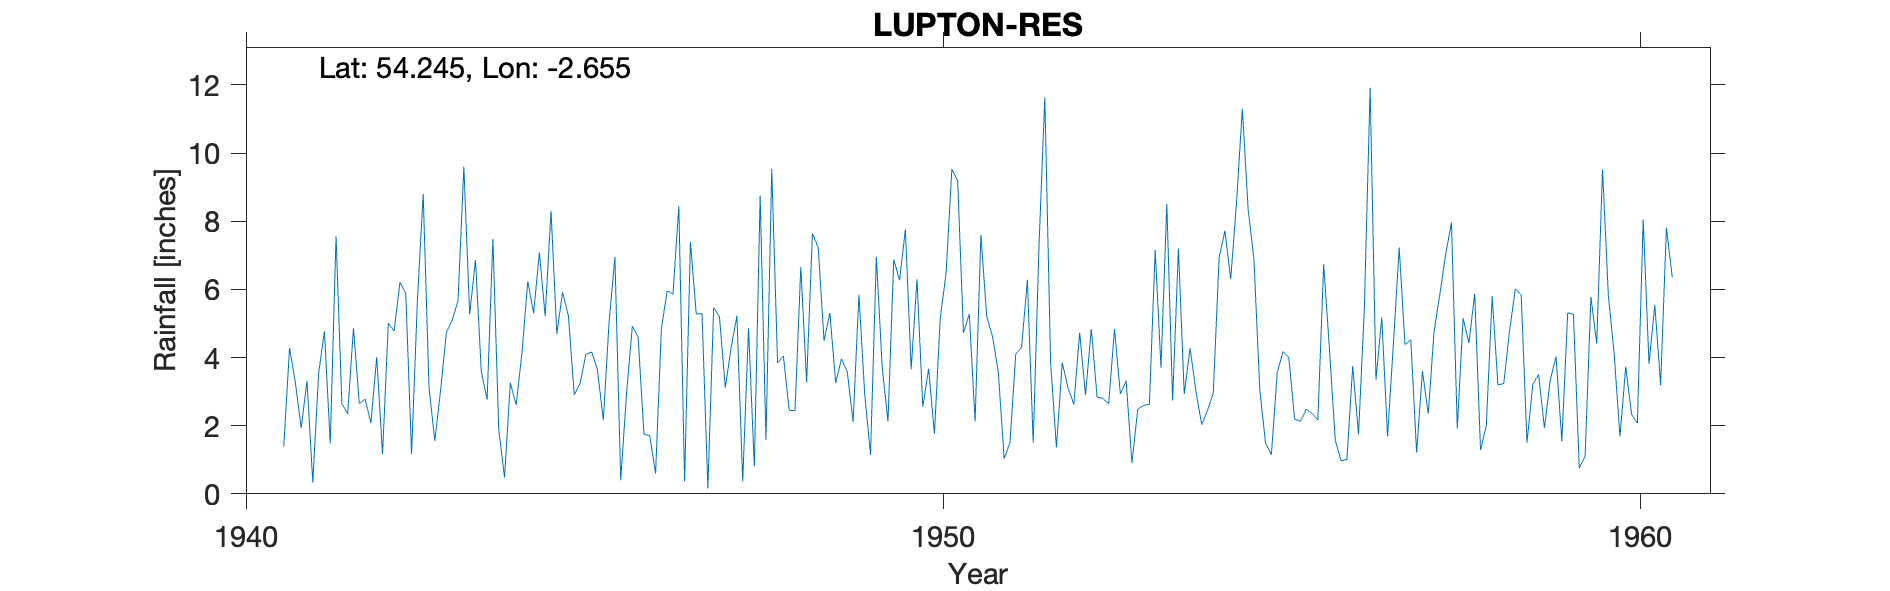 LUPTON-RES
Lat: 54.245, Lon: -2.655
12
10
8
6
4
2
0
Rainfall [inches]
1940
1950
1960
Year